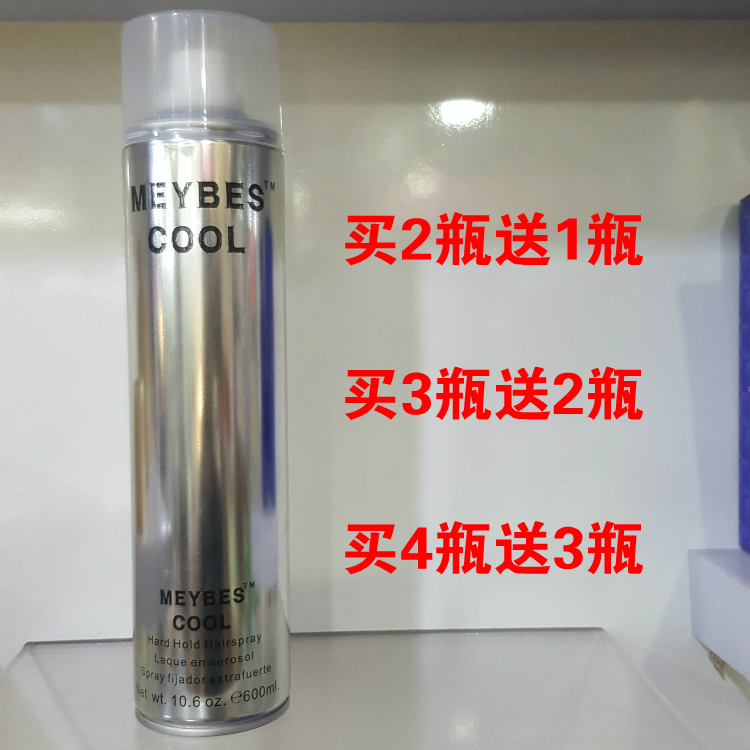 MEYBES™
COOL
买2瓶送1瓶
买3瓶送2瓶
买4瓶送3瓶
MEYBES™
COOL
Hard Hold Hairspray
Laque en aerosol
Spray fijador extrafuerte
Net wt. 10.6 oz. ℮600ml.